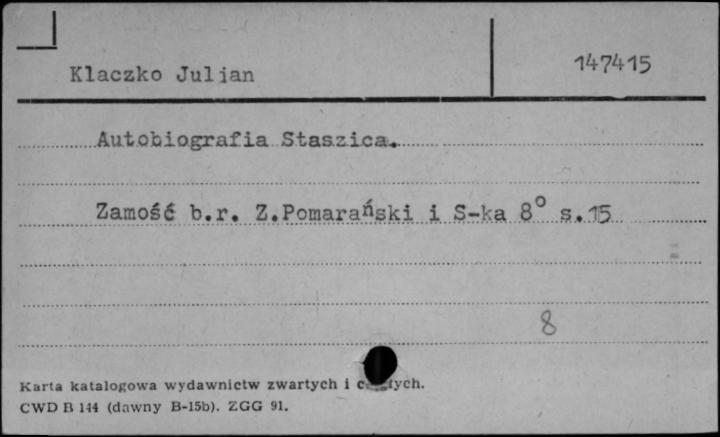 Klaczko Julian
147415
Autobiografia Staszica.
Zamość b.r. Z.Pomarański i S-ka 8° s.15
8
Karta katalogowa wydawnictw zwartych i
CWD B 144 (dawny B-15b). ZGG 91.